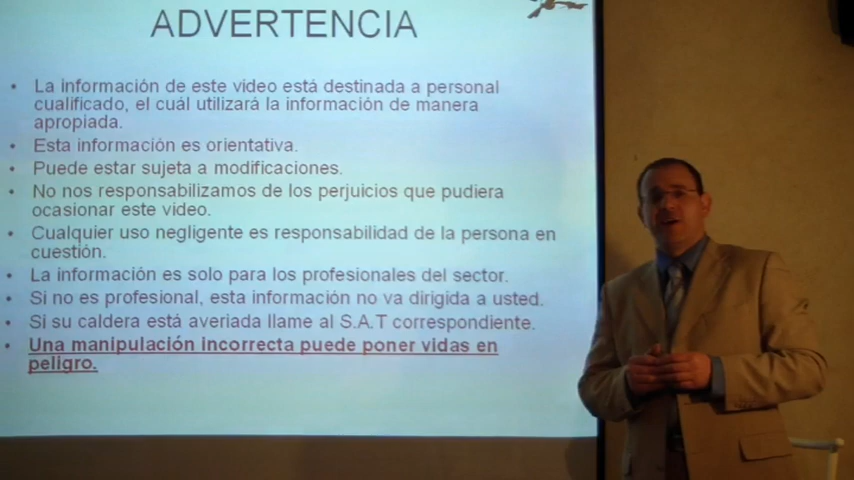 ADVERTENCIA
• La información de este video está destinada a personal
cualificado, el cuál utilizará la información de manera
apropiada.
• Esta información es orientativa.
• Puede estar sujeta a modificaciones.
• No nos responsabilizamos de los perjuicios que pudiera
ocasionar este video.
• Cualquier uso negligente es responsabilidad de la persona en
cuestión.
• La información es solo para los profesionales del sector.
• Si no es profesional, esta información no va dirigida a usted.
• Si su caldera está averiada llame al S.A.T correspondiente.
• Una manipulación incorrecta puede poner vidas en
peligro.